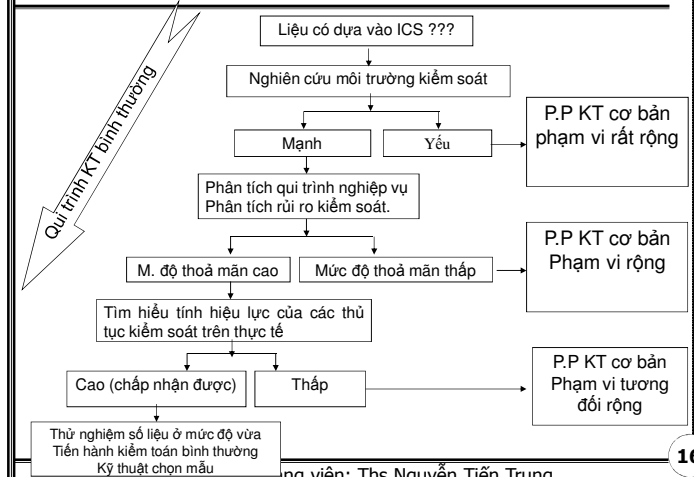 Liệu có dựa vào ICS ???
Nghiên cứu môi trường kiểm soát
Qui trình KT bình thường
Mạnh
Yếu
P.P KT cơ bản
phạm vi rất rộng
Phân tích qui trình nghiệp vụ
Phân tích rủi ro kiểm soát.
M. độ thoả mãn cao
Mức độ thoả mãn thấp
P.P KT cơ bản
Phạm vi rộng
Tìm hiểu tính hiệu lực của các thủ
tục kiểm soát trên thực tế
Cao (chấp nhận được)
Thấp
P.P KT cơ bản
Phạm vi tương
đối rộng
Thử nghiệm số liệu ở mức độ vừa
Tiến hành kiểm toán bình thường
Kỹ thuật chọn mẫu
viên: Ths Nguyễn Tiến Trung